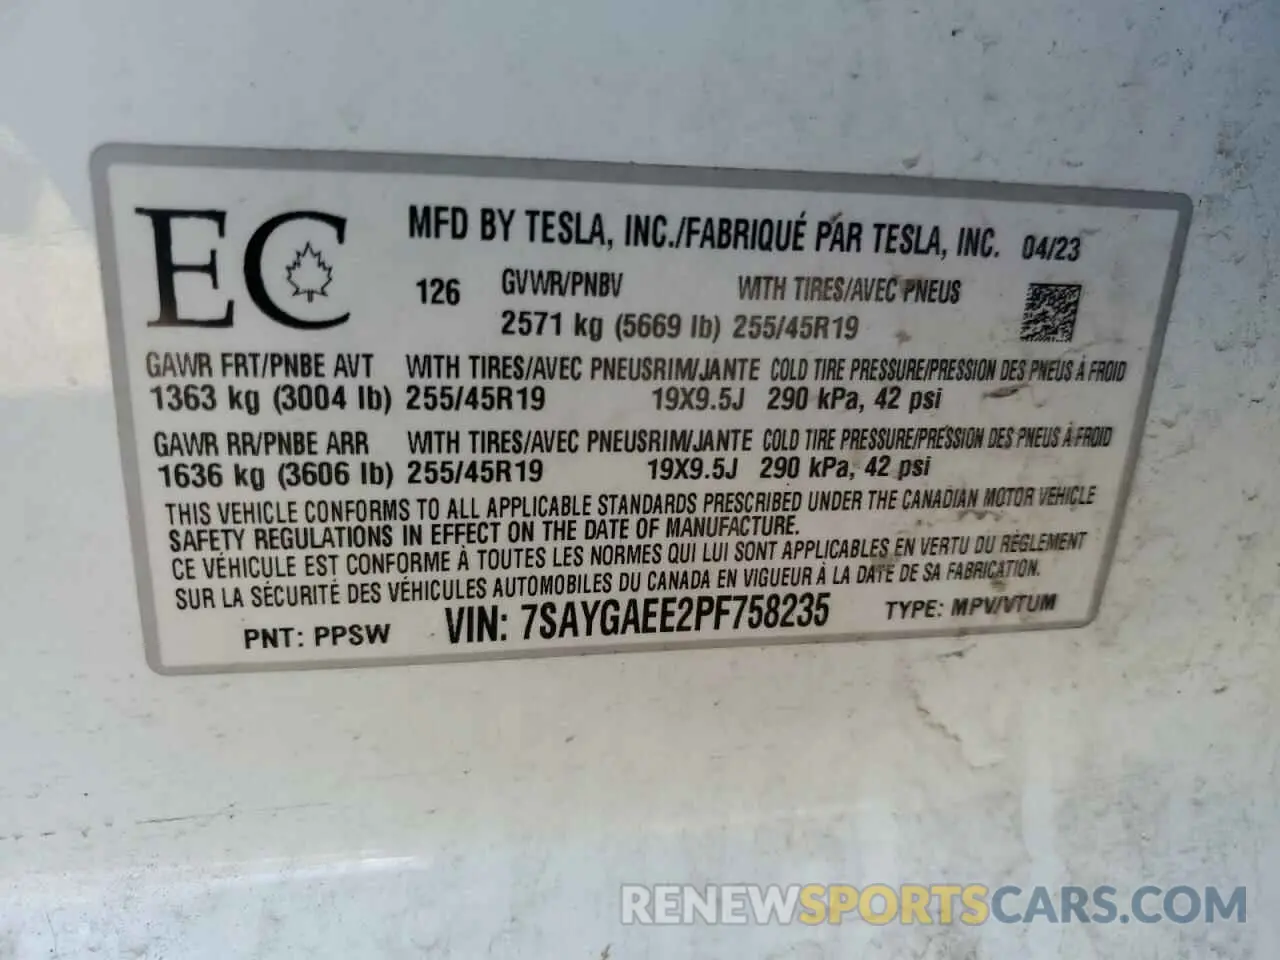 EC
MFD BY TESLA, INC./FABRIQUÉ PAR TESLA, INC. 04/23
126 GVWR/PNBV WITH TIRES/AVEC PNEUS
2571 kg (5669 lb) 255/45R19
GAWR FRT/PNBE AVT WITH TIRES/AVEC PNEUS RIM/JANTE COLD TIRE PRESSURE/PRESSION DES PNEUS À FROID
1363 kg (3004 lb) 255/45R19 19X9.5J 290 kPa, 42 psi
GAWR RR/PNBE ARR WITH TIRES/AVEC PNEUS RIM/JANTE COLD TIRE PRESSURE/PRESSION DES PNEUS À FROID
1636 kg (3606 lb) 255/45R19 19X9.5J 290 kPa, 42 psi
THIS VEHICLE CONFORMS TO ALL APPLICABLE STANDARDS PRESCRIBED UNDER THE CANADIAN MOTOR VEHICLE
SAFETY REGULATIONS IN EFFECT ON THE DATE OF MANUFACTURE.
CE VÉHICULE EST CONFORME À TOUTES LES NORMES QUI LUI SONT APPLICABLES EN VERTU DU RÈGLEMENT
SUR LA SÉCURITÉ DES VÉHICULES AUTOMOBILES DU CANADA EN VIGUEUR À LA DATE DE SA FABRICATION.
PNT: PPSW VIN: 7SAYGAEE2PF758235 TYPE: MPV/VTUM
RENEWSPORTSCARS.COM